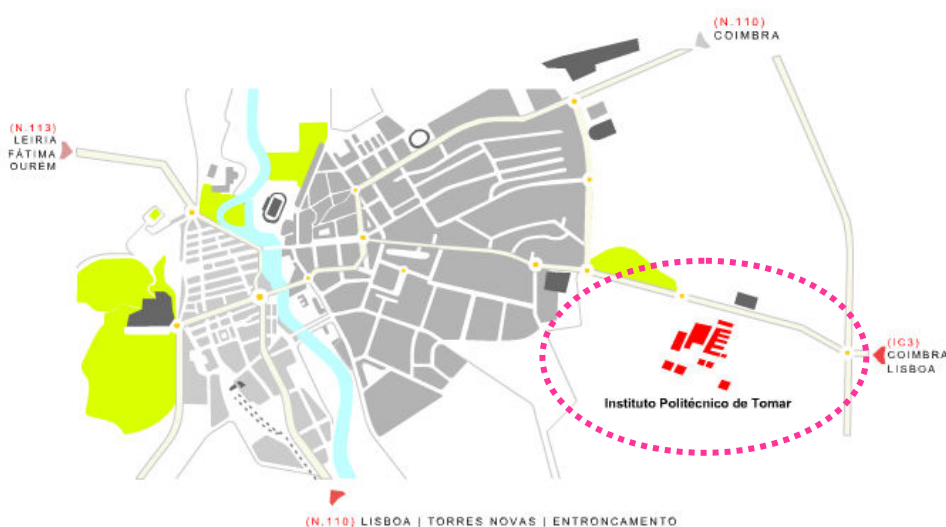 (N.110)
COIMBRA
(N.113)
LEIRIA
FÁTIMA
OURÉM
(IC3)
COIMBRA
LISBOA
Instituto Politécnico de Tomar
(N.110) LISBOA | TORRES NOVAS | ENTRONCAMENTO